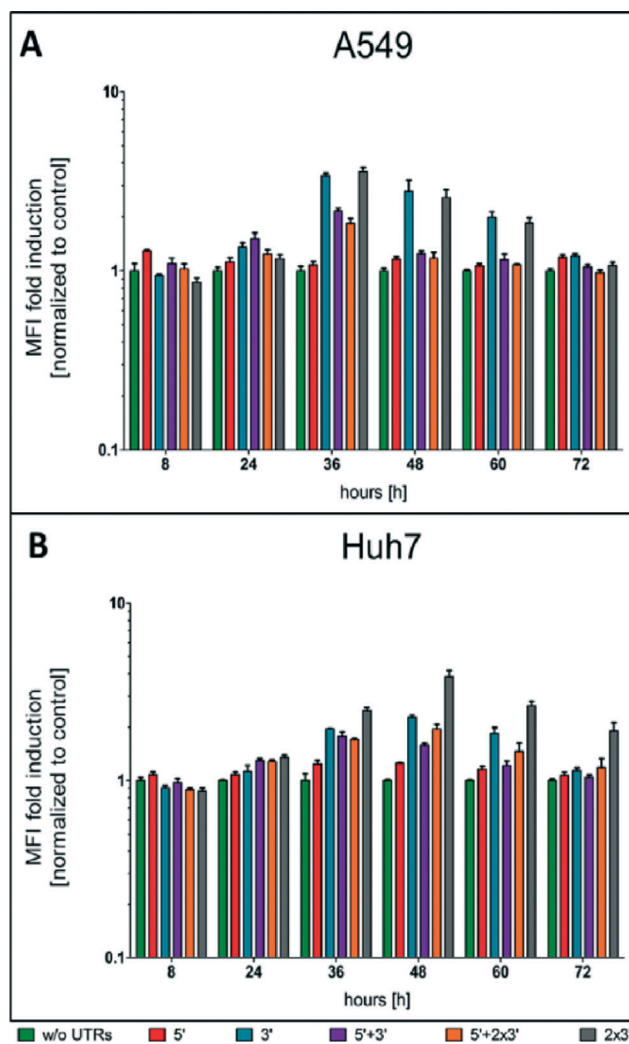 A
A549
MFI fold induction
[normalized to control]
10
1
0.1
8 24 36 48 60 72
hours [h]
B
Huh7
MFI fold induction
[normalized to control]
10
1
0.1
8 24 36 48 60 72
hours [h]
w/o UTRs 5' 3' 5'+3' 5'+2x3' 2x3'